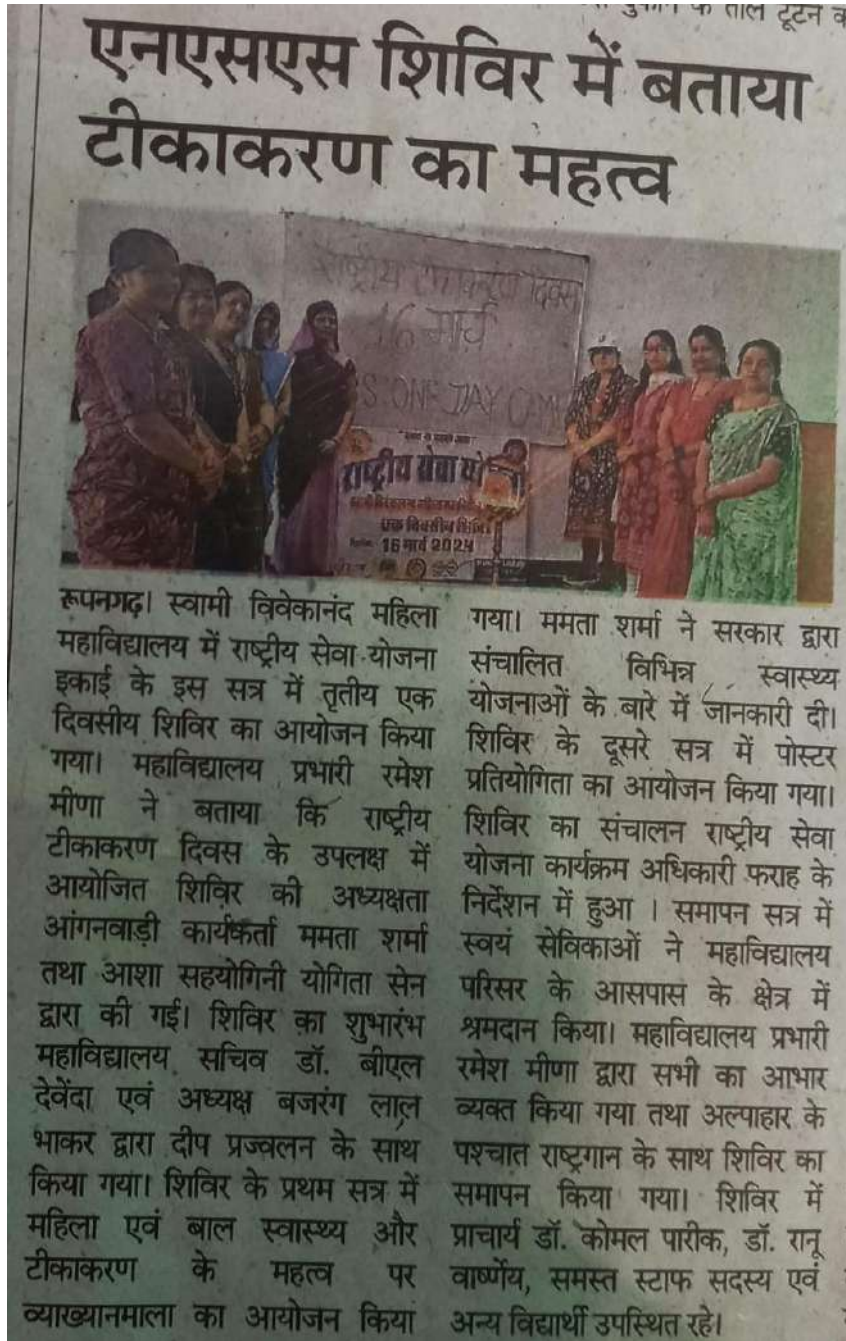 के ताले टूटने
एनएसएस शिविर में बताया
टीकाकरण का महत्व
राष्ट्रीय टीकाकरण दिवस
16 मार्च
ONE DAY CAMP
राष्ट्रीय सेवा
एक दिवसीय शिविर
16 मार्च 2024
रूपनगढ़। स्वामी विवेकानंद महिला
महाविद्यालय में राष्ट्रीय सेवा योजना
इकाई के इस सत्र में तृतीय एक
दिवसीय शिविर का आयोजन किया
गया। महाविद्यालय प्रभारी रमेश
मीणा ने बताया कि राष्ट्रीय
टीकाकरण दिवस के उपलक्ष में
आयोजित शिविर की अध्यक्षता
आंगनवाड़ी कार्यकर्ता ममता शर्मा
तथा आशा सहयोगिनी योगिता सेन
द्वारा की गई। शिविर का शुभारंभ
महाविद्यालय सचिव डॉ. बीएल
देवेंदा एवं अध्यक्ष बजरंग लाल
भाकर द्वारा दीप प्रज्वलन के साथ
किया गया। शिविर के प्रथम सत्र में
महिला एवं बाल स्वास्थ्य और
टीकाकरण के महत्व पर
व्याख्यानमाला का आयोजन किया
गया। ममता शर्मा ने सरकार द्वारा
संचालित विभिन्न स्वास्थ्य
योजनाओं के बारे में जानकारी दी।
शिविर के दूसरे सत्र में पोस्टर
प्रतियोगिता का आयोजन किया गया।
शिविर का संचालन राष्ट्रीय सेवा
योजना कार्यक्रम अधिकारी फराह के
निर्देशन में हुआ । समापन सत्र में
स्वयं सेविकाओं ने महाविद्यालय
परिसर के आसपास के क्षेत्र में
श्रमदान किया। महाविद्यालय प्रभारी
रमेश मीणा द्वारा सभी का आभार
व्यक्त किया गया तथा अल्पाहार के
पश्चात राष्ट्रगान के साथ शिविर का
समापन किया गया। शिविर में
प्राचार्य डॉ. कोमल पारीक, डॉ. रानू
वार्ष्णेय, समस्त स्टाफ सदस्य एवं
अन्य विद्यार्थी उपस्थित रहे।